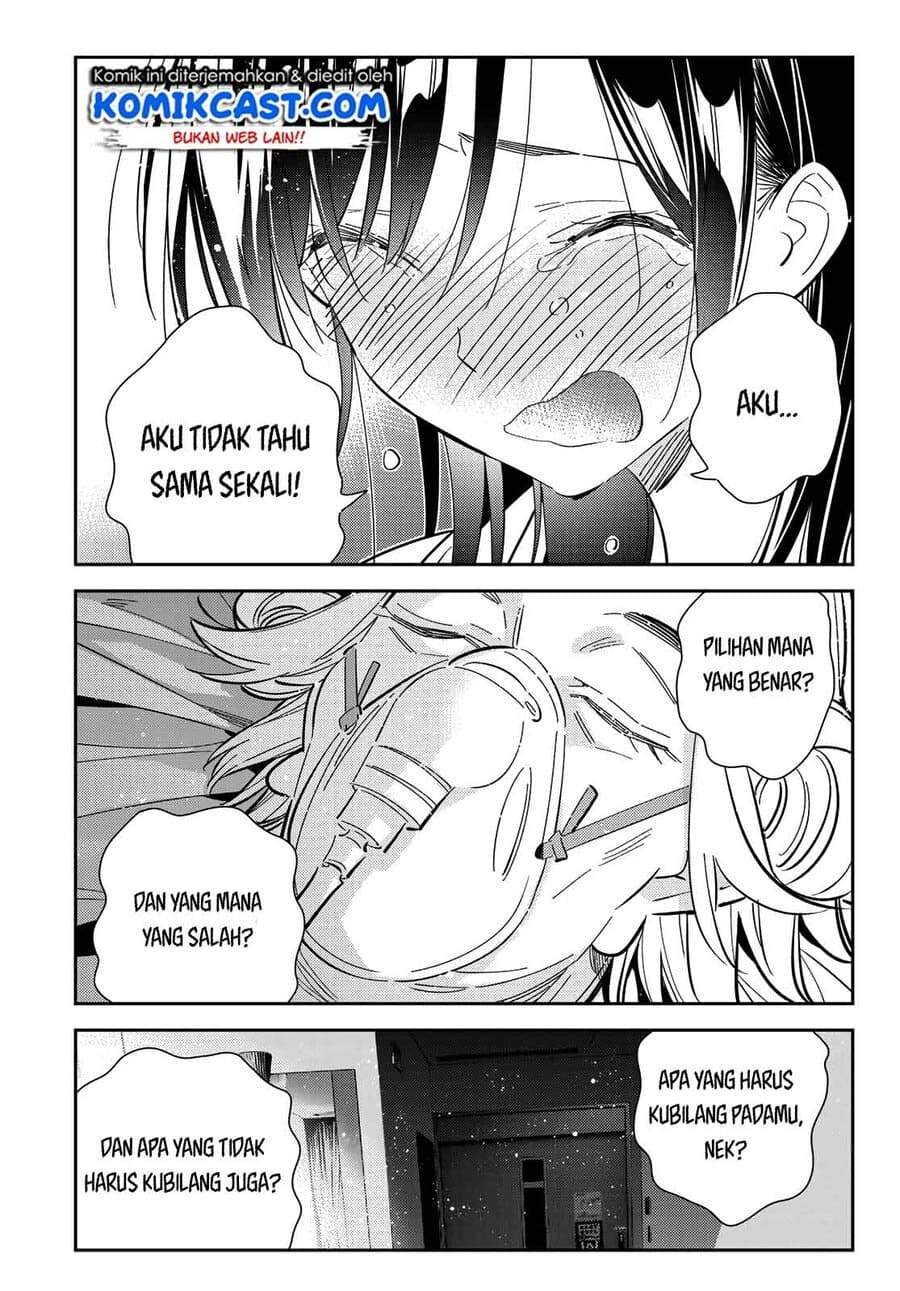 Komik ini diterjemahkan & diedit oleh
KOMIKCAST.COM
BUKAN WEB LAIN!!
AKU...
AKU TIDAK TAHU
SAMA SEKALI!
PILIHAN MANA
YANG BENAR?
DAN YANG MANA
YANG SALAH?
APA YANG HARUS
KUBILANG PADAMU,
NEK?
DAN APA YANG TIDAK
HARUS KUBILANG JUGA?